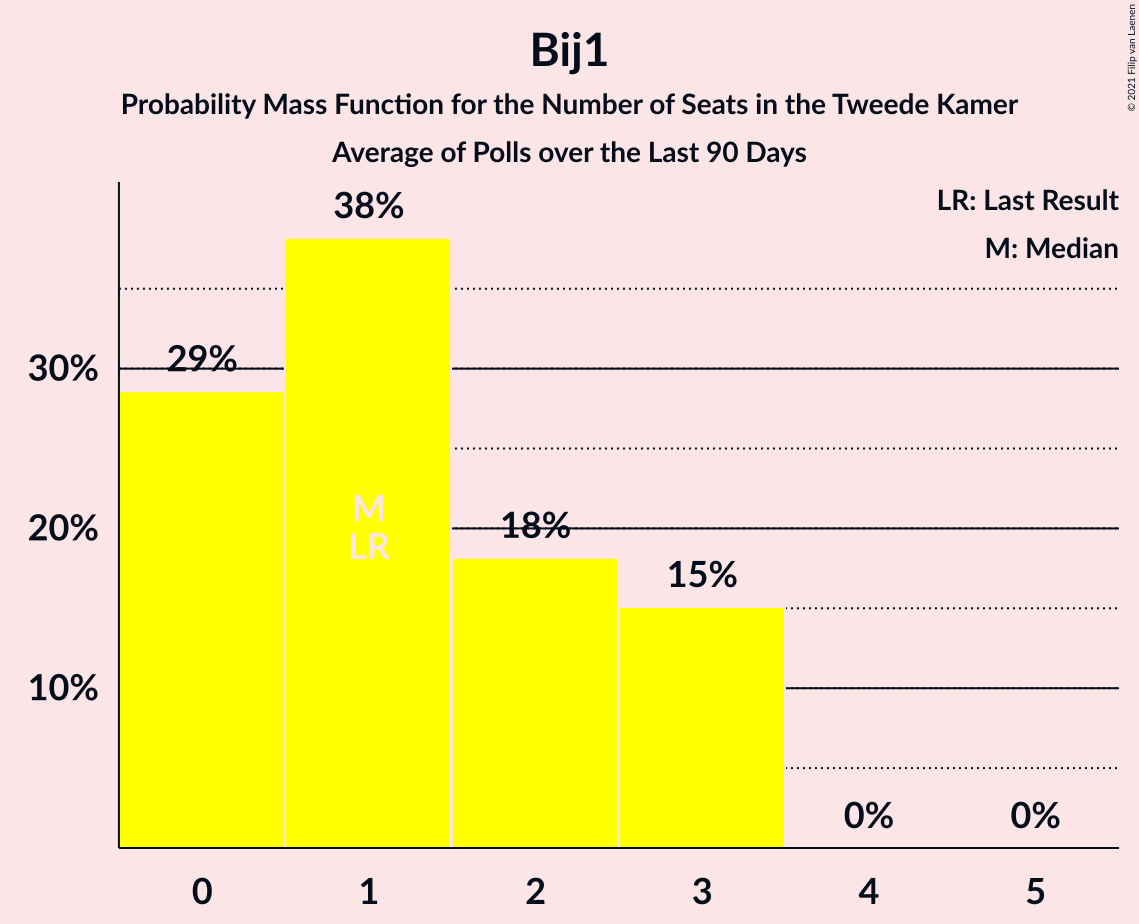 Bij1
Probability Mass Function for the Number of Seats in the Tweede Kamer
Average of Polls over the Last 90 Days
© 2021 Filip van Laenen
LR: Last Result
M: Median
38%
29%
18%
15%
0%
0%
M
LR
30%
20%
10%
0 1 2 3 4 5